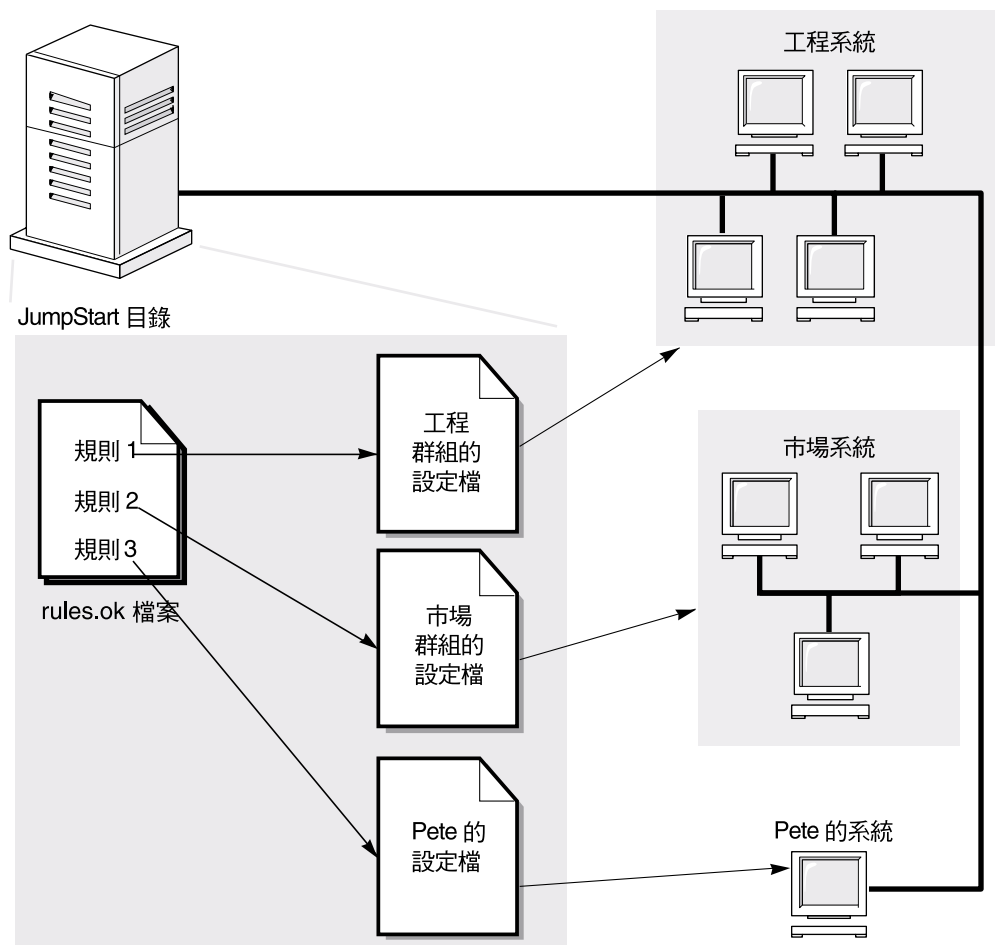 工程系統
JumpStart 目錄
規則 1
規則 2
規則 3
rules.ok 檔案
工程
群組的
設定檔
市場
群組的
設定檔
Pete 的
設定檔
市場系統
Pete 的系統